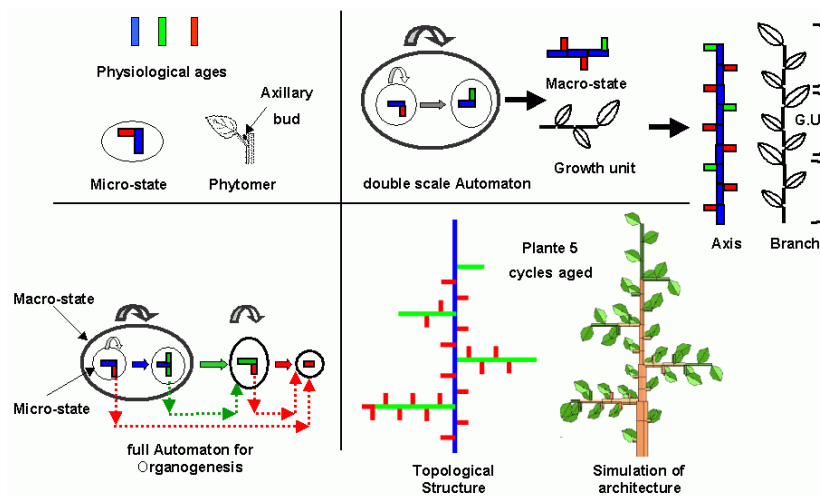 Physiological ages
Axillary
bud
Micro-state
Phytomer
Macro-state
Growth unit
double scale Automaton
G.U
Axis
Branch
Macro-state
Micro-state
full Automaton for
Organogenesis
Plante 5
cycles aged
Topological
Structure
Simulation of
architecture